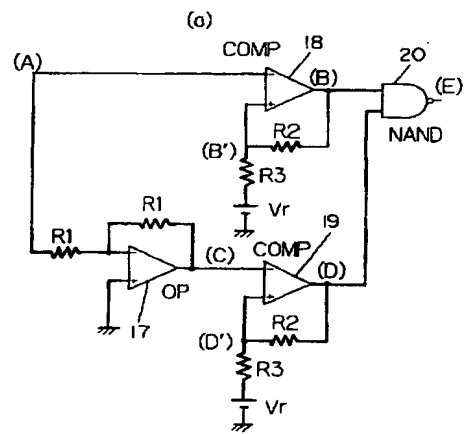 (a)
COMP 18 20
(A) (B) (E)
R2 NAND
(B')
R3
Vr
R1
R1 (C) COMP 19
(D)
17 OP
R2
(D')
R3
Vr